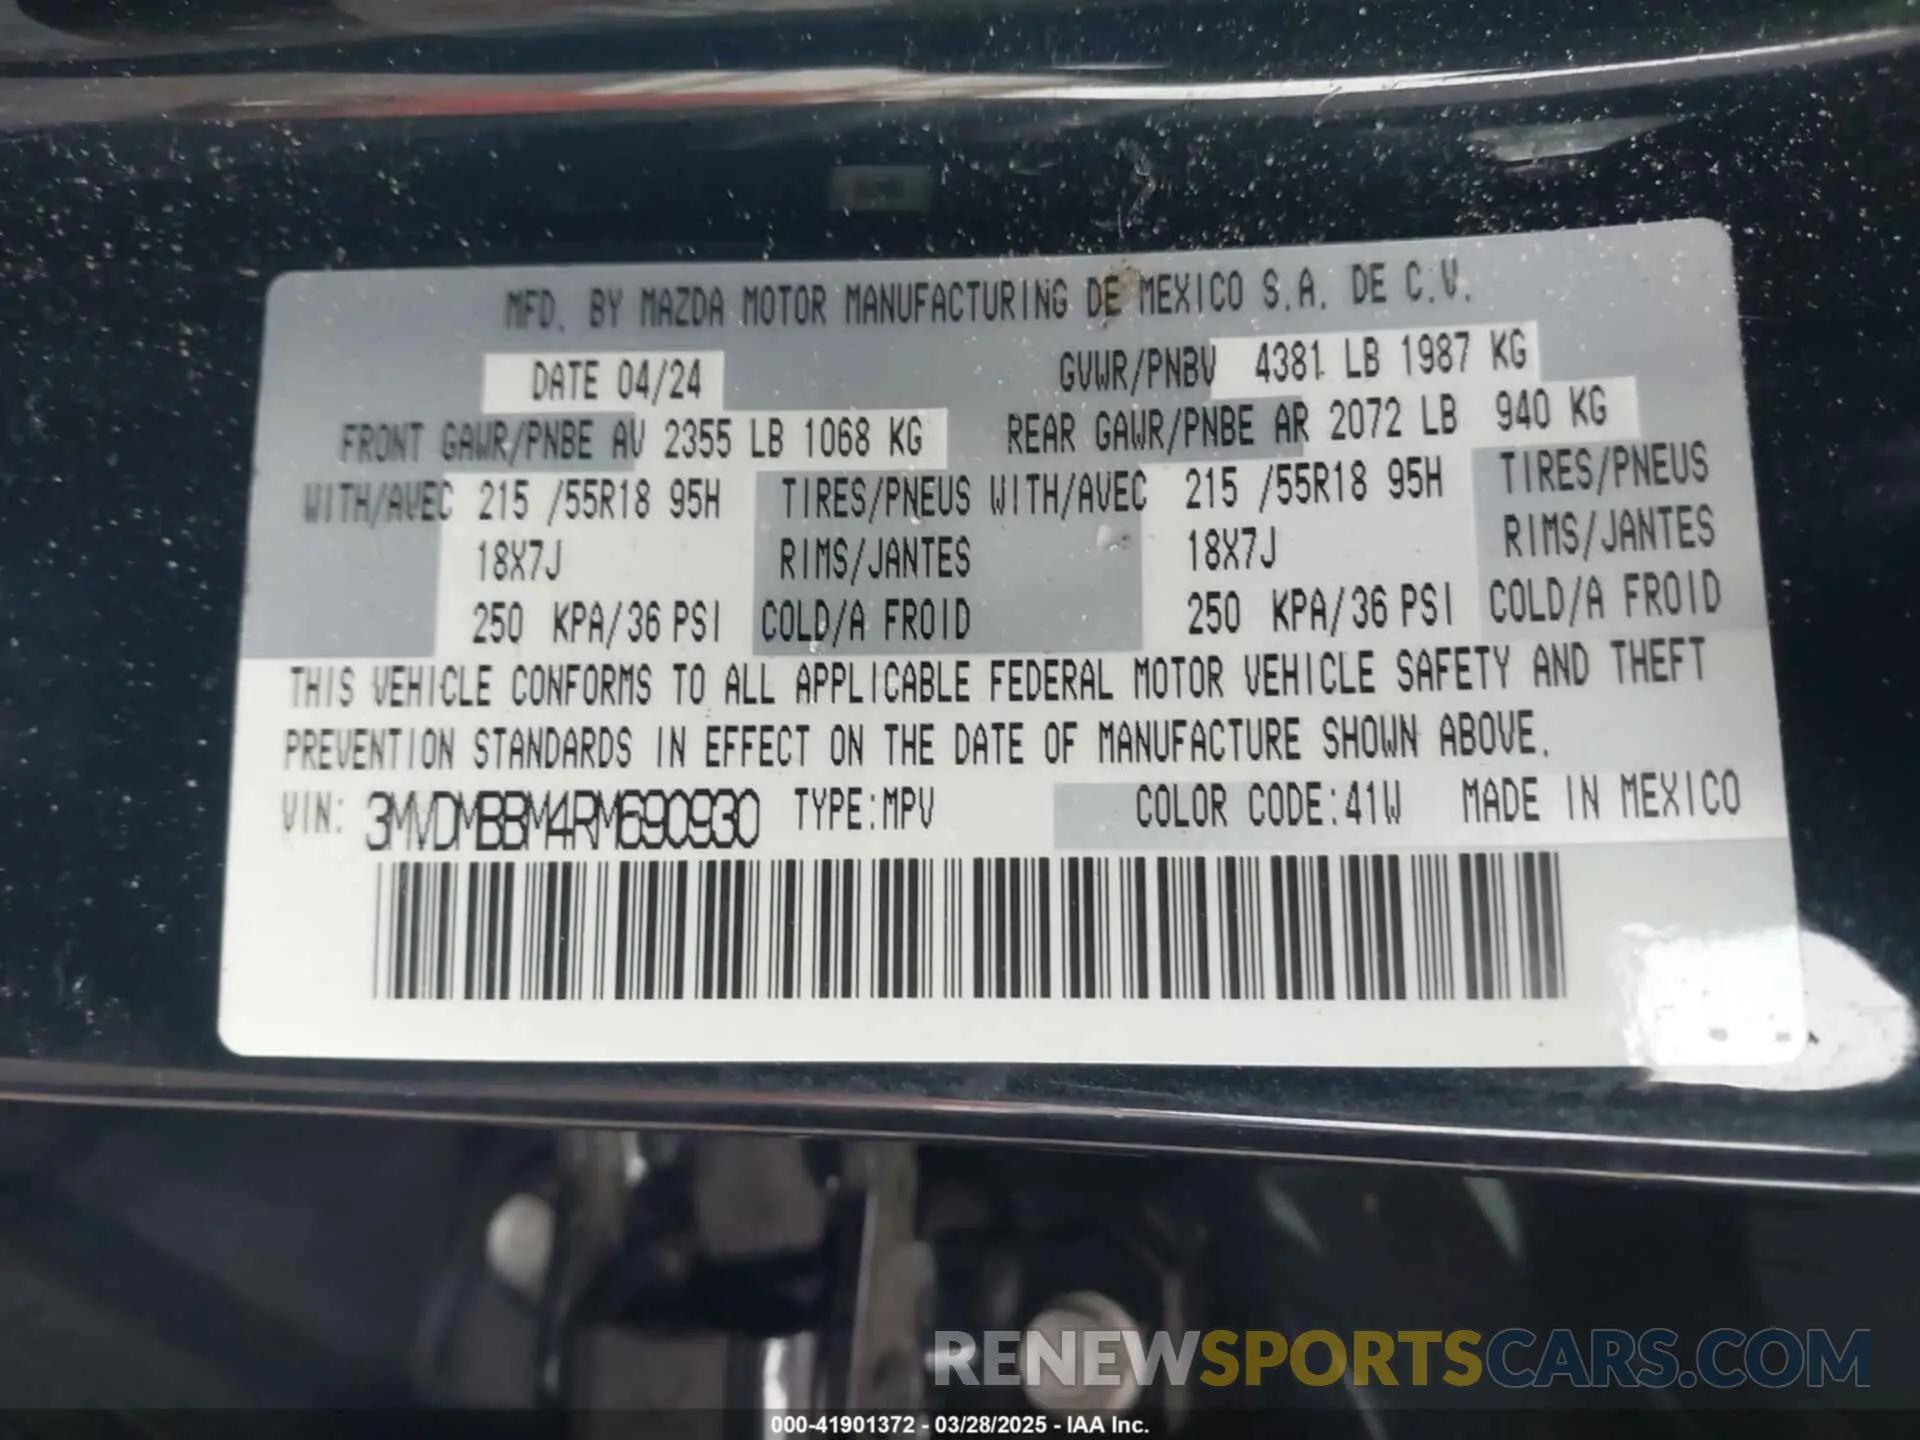 MFD. BY MAZDA MOTOR MANUFACTURING DE MEXICO S.A. DE C.V.
DATE 04/24 GVWR/PNBV 4381 LB 1987 KG
FRONT GAWR/PNBE AV 2355 LB 1068 KG REAR GAWR/PNBE AR 2072 LB 940 KG
WITH/AVEC 215 /55R18 95H TIRES/PNEUS WITH/AVEC 215 /55R18 95H TIRES/PNEUS
18X7J RIMS/JANTES 18X7J RIMS/JANTES
250 KPA/36 PSI COLD/A FROID 250 KPA/36 PSI COLD/A FROID
THIS VEHICLE CONFORMS TO ALL APPLICABLE FEDERAL MOTOR VEHICLE SAFETY AND THEFT
PREVENTION STANDARDS IN EFFECT ON THE DATE OF MANUFACTURE SHOWN ABOVE.
VIN: 3MVDMBBM4RM690930 TYPE:MPV COLOR CODE:41W MADE IN MEXICO
RENEWSPORTSCARS.COM
000-41901372 - 03/28/2025 - IAA Inc.